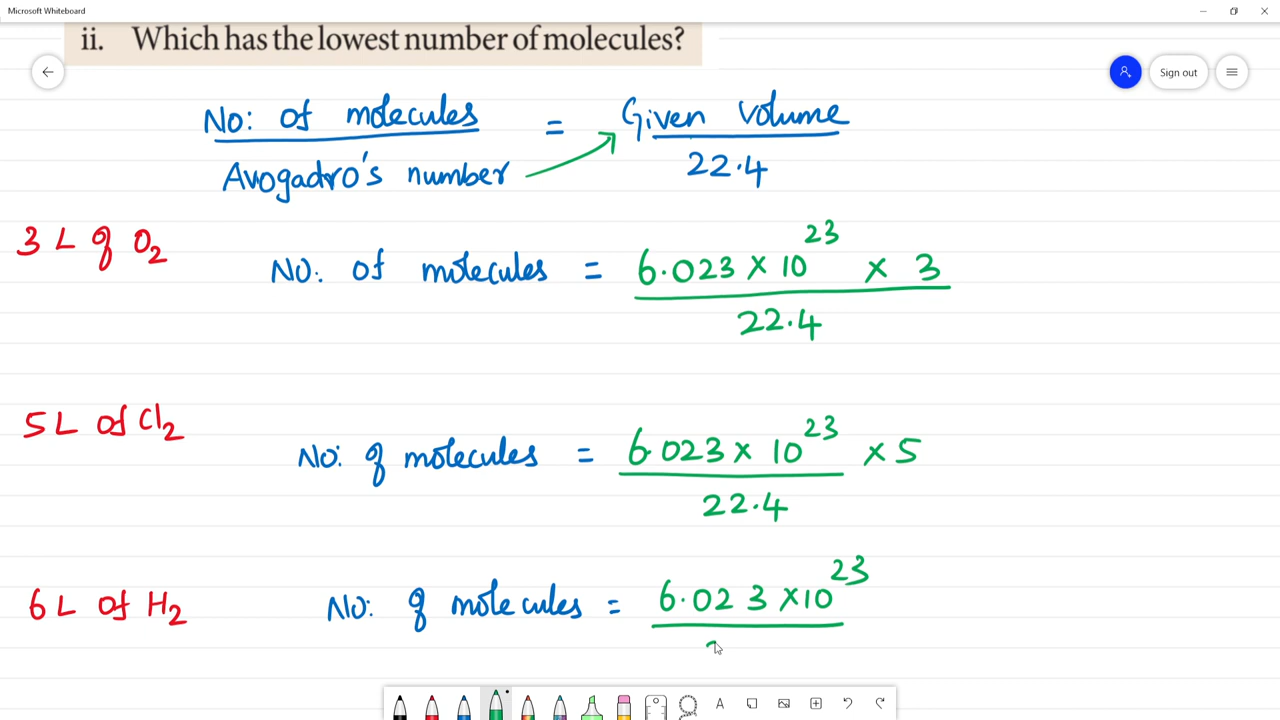 Microsoft Whiteboard
ii. Which has the lowest number of molecules?
Sign out
No: of molecules = Given volume
Avogadro's number 22.4
3 L of O2
No. of molecules = 6.023 × 10^23 × 3
22.4
5 L of Cl2
No: of molecules = 6.023 × 10^23 × 5
22.4
6 L of H2
No: of molecules = 6.023 × 10^23
A